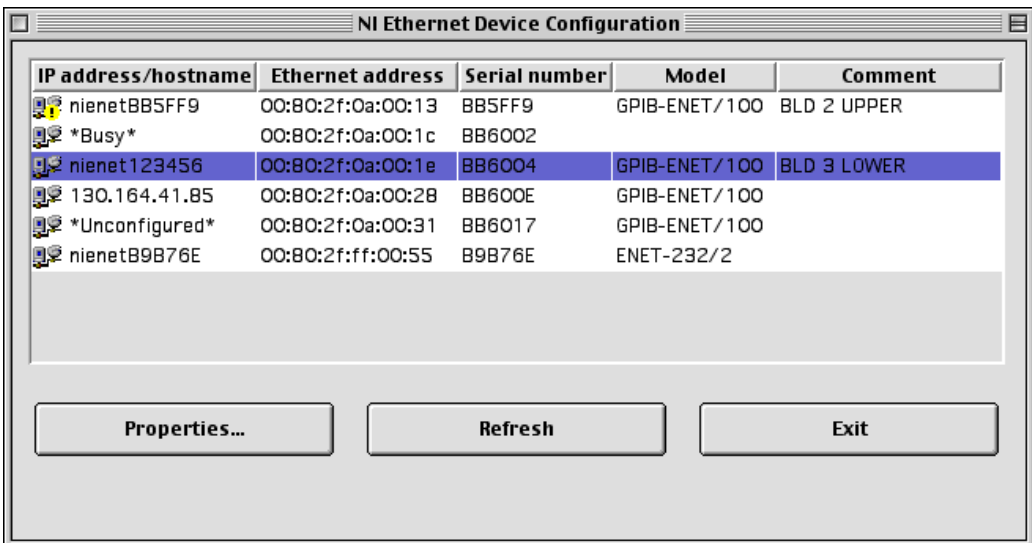 NI Ethernet Device Configuration
IP address/hostname Ethernet address Serial number Model Comment
nienetBB5FF9 00:80:2f:0a:00:13 BB5FF9 GPIB-ENET/100 BLD 2 UPPER
*Busy* 00:80:2f:0a:00:1c BB6002
nienet123456 00:80:2f:0a:00:1e BB6004 GPIB-ENET/100 BLD 3 LOWER
130.164.41.85 00:80:2f:0a:00:28 BB600E GPIB-ENET/100
*Unconfigured* 00:80:2f:0a:00:31 BB6017 GPIB-ENET/100
nienetB9B76E 00:80:2f:ff:00:55 B9B76E ENET-232/2
Properties... Refresh Exit